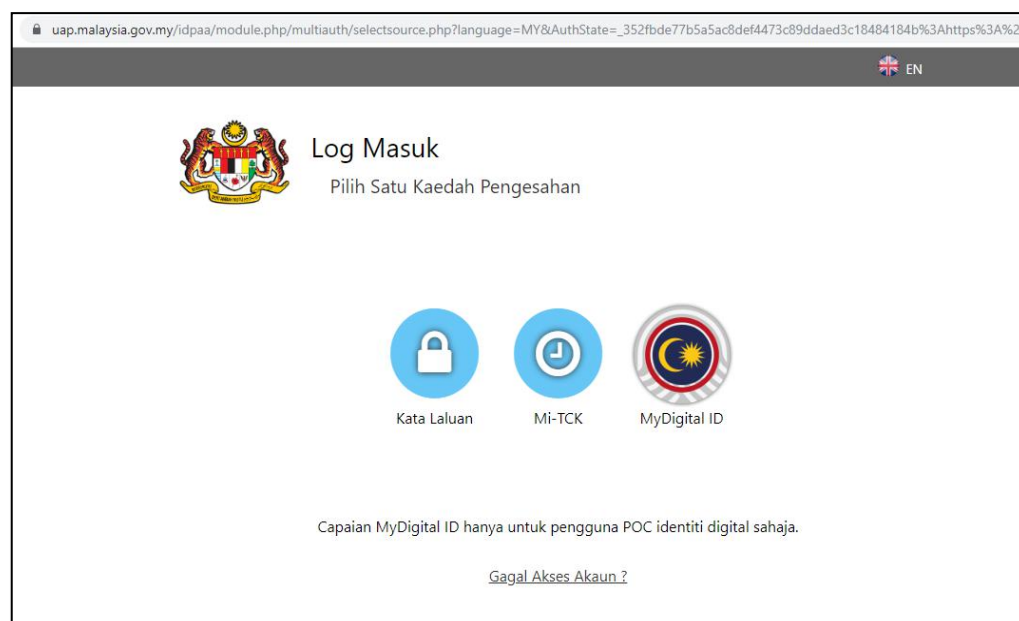 uap.malaysia.gov.my/idpaa/module.php/multiauth/selectsource.php?language=MY&AuthState=_352fbde77b5a5ac8def4473c89ddaed3c18484184b%3Ahttps%3A%2
EN
Log Masuk
Pilih Satu Kaedah Pengesahan
Kata Laluan
Mi-TCK
MyDigital ID
Capaian MyDigital ID hanya untuk pengguna POC identiti digital sahaja.
Gagal Akses Akaun ?